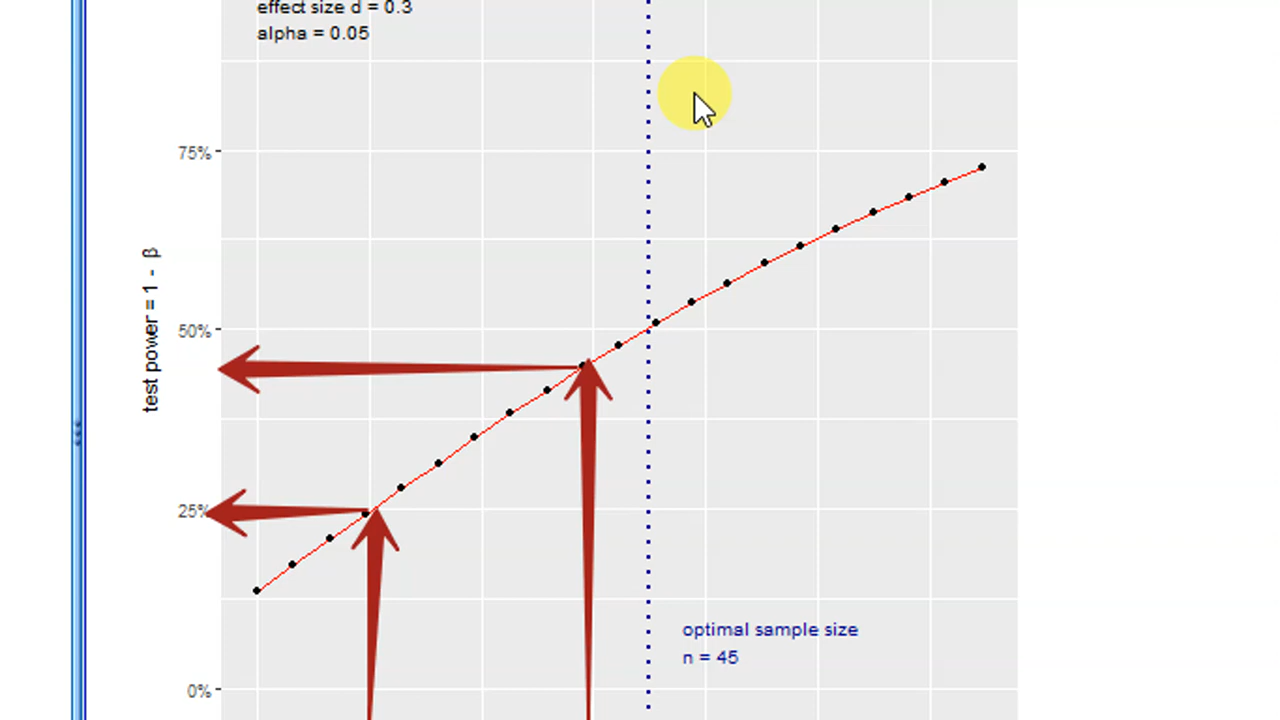 effect size d = 0.3
alpha = 0.05
75%
test power = 1 - β
50%
25%
optimal sample size
n = 45
0%